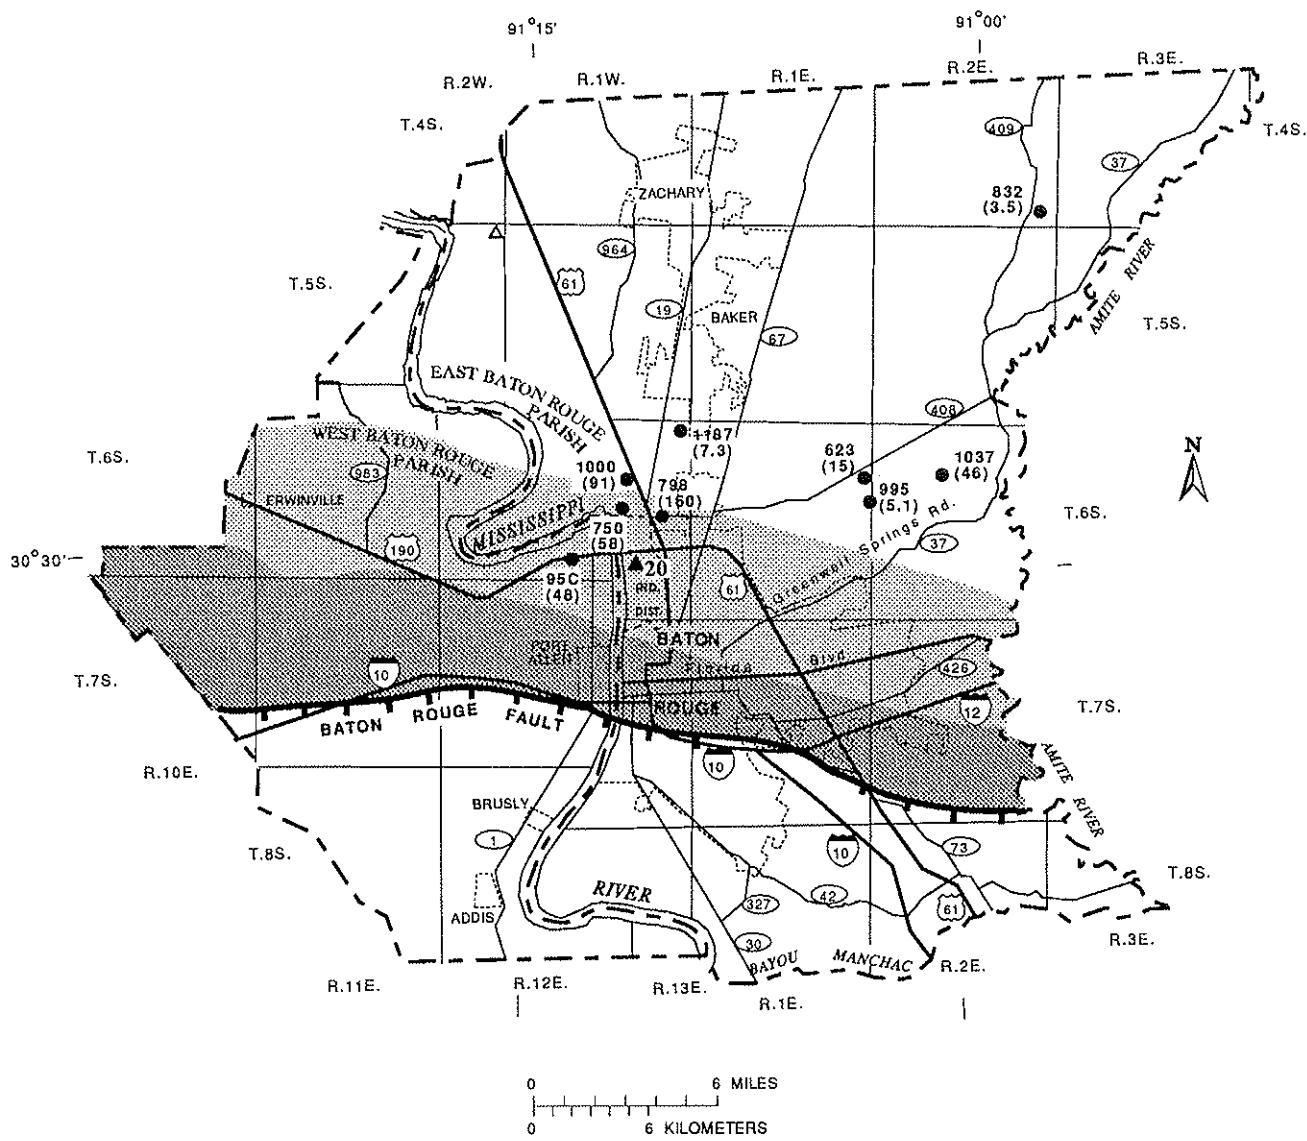 91°15'
91°00'
R.2W.
R.1W.
R.1E.
R.2E.
R.3E.
T.4S.
T.4S.
409
37
ZACHARY
832
(3.5)
964
AMITE RIVER
T.5S.
61
19
BAKER
67
T.5S.
EAST BATON ROUGE
PARISH
408
WEST BATON ROUGE
PARISH
1187
(7.3)
T.6S.
983
1000
(91)
798
(160)
623
(15)
1037
(46)
N
ERWINVILLE
995
(5.1)
MISSISSIPPI
750
(58)
Greenwell Springs Rd.
T.6S.
190
37
30°30'
95C
(48)
20
IND.
DIST.
61
PORT
ALLEN
BATON
Florida Blvd
426
T.7S.
10
ROUGE
12
T.7S.
BATON ROUGE FAULT
10
R.10E.
AMITE RIVER
BRUSLY
1
10
73
T.8S.
T.8S.
RIVER
42
ADDIS
327
61
30
R.3E.
BAYOU MANCHAC
R.2E.
R.11E.
R.12E.
R.13E.
R.1E.
0 6 MILES
0 6 KILOMETERS